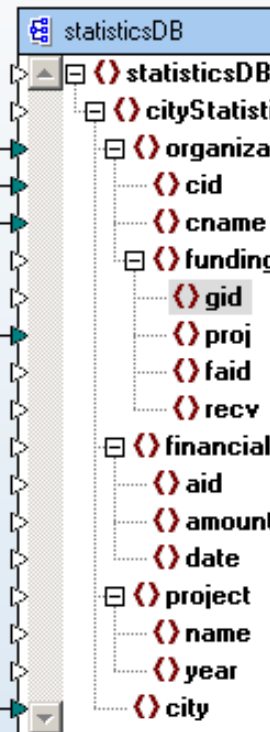 statisticsDB
statisticsDB
cityStatisti
organiza
cid
cname
funding
gid
proj
faid
recv
financial
aid
amount
date
project
name
year
city